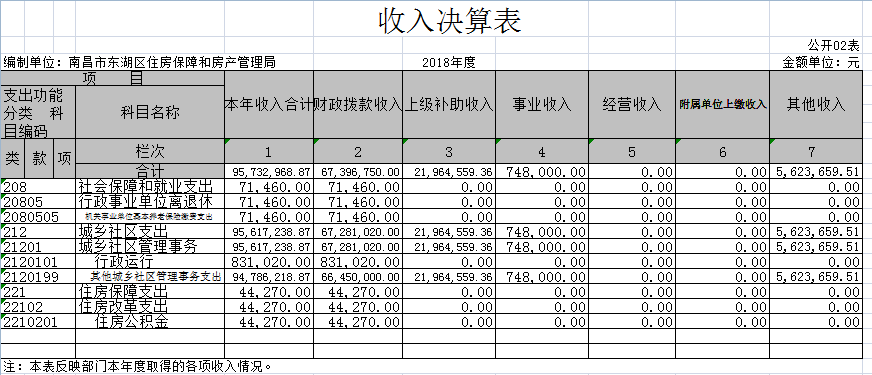 收入决算表
公开02表
编制单位：南昌市东湖区住房保障和房产管理局 2018年度 金额单位：元
项 目 本年收入合计 财政拨款收入 上级补助收入 事业收入 经营收入 附属单位上缴收入 其他收入
支出功能分类 科目编码 科目名称
类 款 项 栏次 1 2 3 4 5 6 7
合计 95,732,968.87 67,396,750.00 21,964,559.36 748,000.00 0.00 0.00 5,623,659.51
208 社会保障和就业支出 71,460.00 71,460.00 0.00 0.00 0.00 0.00 0.00
20805 行政事业单位离退休 71,460.00 71,460.00 0.00 0.00 0.00 0.00 0.00
2080505 机关事业单位基本养老保险缴费支出 71,460.00 71,460.00 0.00 0.00 0.00 0.00 0.00
212 城乡社区支出 95,617,238.87 67,281,020.00 21,964,559.36 748,000.00 0.00 0.00 5,623,659.51
21201 城乡社区管理事务 95,617,238.87 67,281,020.00 21,964,559.36 748,000.00 0.00 0.00 5,623,659.51
2120101 行政运行 831,020.00 831,020.00 0.00 0.00 0.00 0.00 0.00
2120199 其他城乡社区管理事务支出 94,786,218.87 66,450,000.00 21,964,559.36 748,000.00 0.00 0.00 5,623,659.51
221 住房保障支出 44,270.00 44,270.00 0.00 0.00 0.00 0.00 0.00
22102 住房改革支出 44,270.00 44,270.00 0.00 0.00 0.00 0.00 0.00
2210201 住房公积金 44,270.00 44,270.00 0.00 0.00 0.00 0.00 0.00
注：本表反映部门本年度取得的各项收入情况。